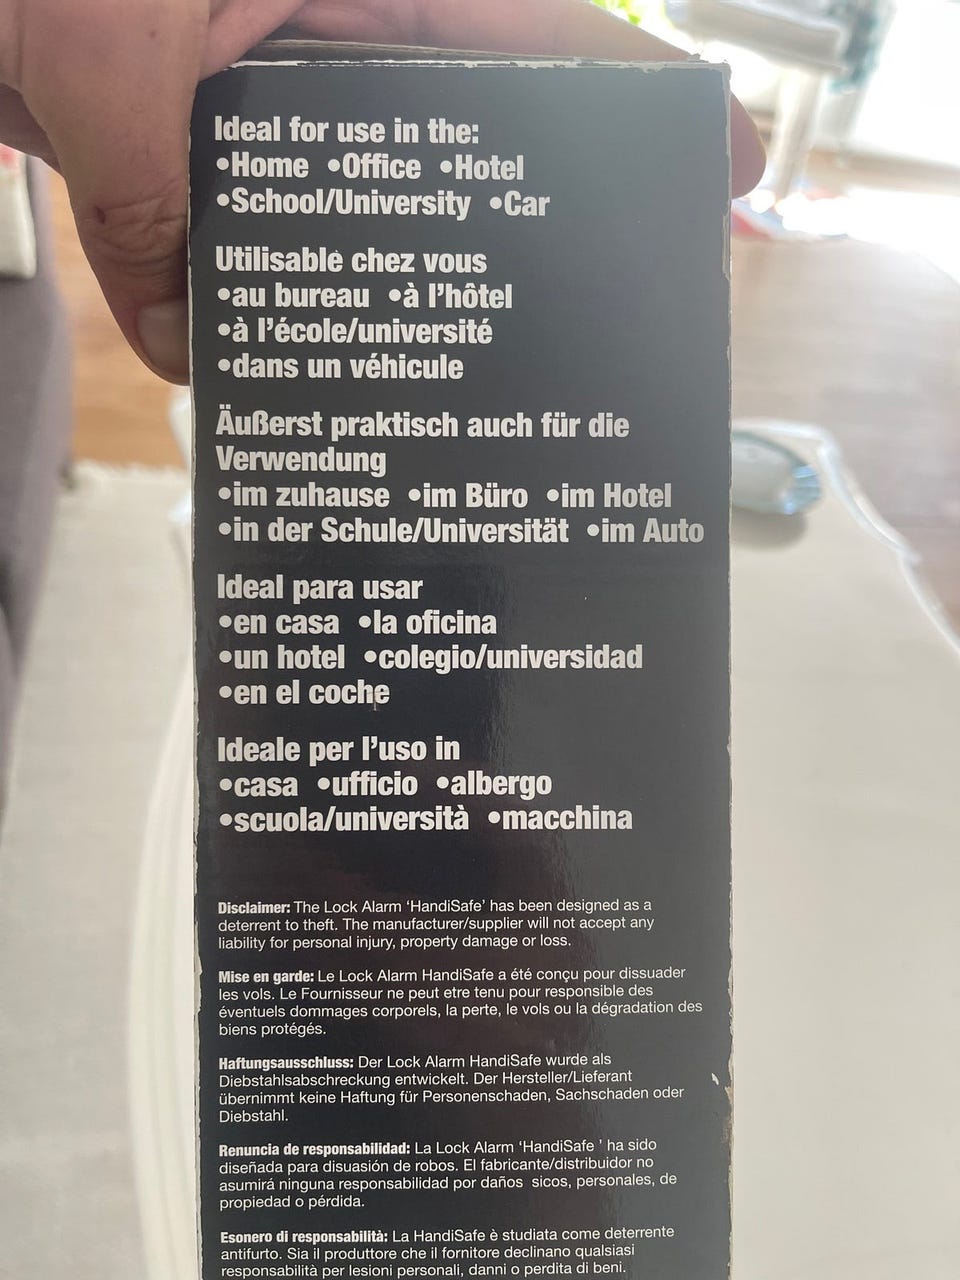 Ideal for use in the:
•Home •Office •Hotel
•School/University •Car
Utilisable chez vous
•au bureau •à l'hôtel
•à l'école/université
•dans un véhicule
Äußerst praktisch auch für die
Verwendung
•im zuhause •im Büro •im Hotel
•in der Schule/Universität •im Auto
Ideal para usar
•en casa •la oficina
•un hotel •colegio/universidad
•en el coche
Ideale per l'uso in
•casa •ufficio •albergo
•scuola/università •macchina
Disclaimer: The Lock Alarm 'HandiSafe' has been designed as a
deterrent to theft. The manufacturer/supplier will not accept any
liability for personal injury, property damage or loss.
Mise en garde: Le Lock Alarm HandiSafe a été conçu pour dissuader
les vols. Le Fournisseur ne peut etre tenu pour responsible des
éventuels dommages corporels, la perte, le vols ou la dégradation des
biens protégés.
Haftungsausschluss: Der Lock Alarm HandiSafe wurde als
Diebstahlsabschreckung entwickelt. Der Hersteller/Lieferant
übernimmt keine Haftung für Personenschaden, Sachschaden oder
Diebstahl.
Renuncia de responsabilidad: La Lock Alarm 'HandiSafe ' ha sido
diseñada para disuasión de robos. El fabricante/distribuidor no
asumirá ninguna responsabilidad por daños sicos, personales, de
propiedad o pérdida.
Esonero di responsabilità: La HandiSafe è studiata come deterrente
antifurto. Sia il produttore che il fornitore declinano qualsiasi
responsabilità per lesioni personali, danni o perdita di beni.